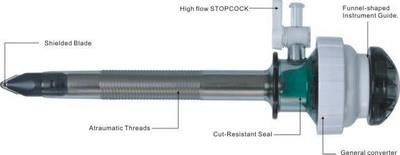 High flow STOPCOCK
Funnel-shaped
Instrument Guide.
Shielded Blade
Atraumatic Threads
Cut-Resistant Seal
General converter